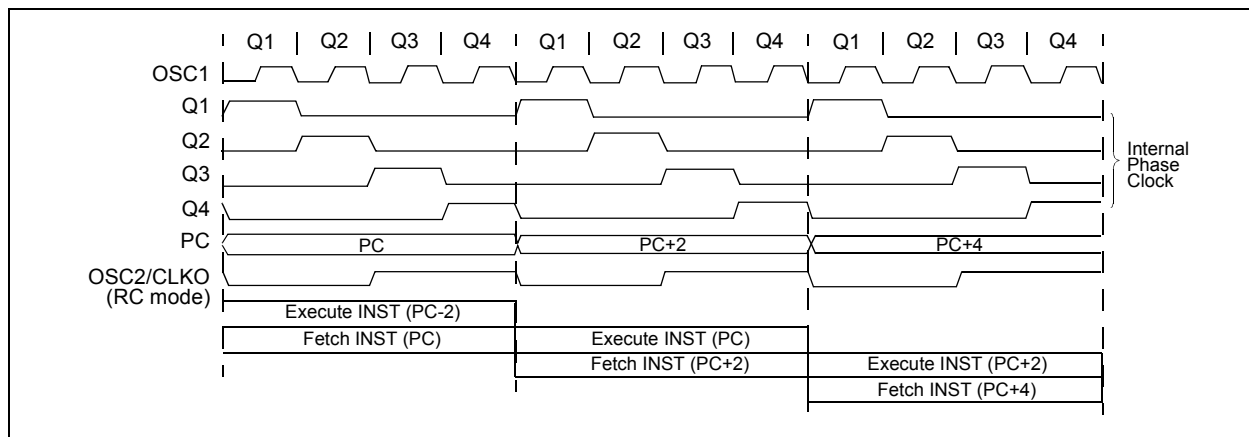 Q1 Q2 Q3 Q4 Q1 Q2 Q3 Q4 Q1 Q2 Q3 Q4
OSC1
Q1
Q2
Q3
Q4
Internal
Phase
Clock
PC
PC PC+2 PC+4
OSC2/CLKO
(RC mode)
Execute INST (PC-2)
Fetch INST (PC) Execute INST (PC)
Fetch INST (PC+2) Execute INST (PC+2)
Fetch INST (PC+4)